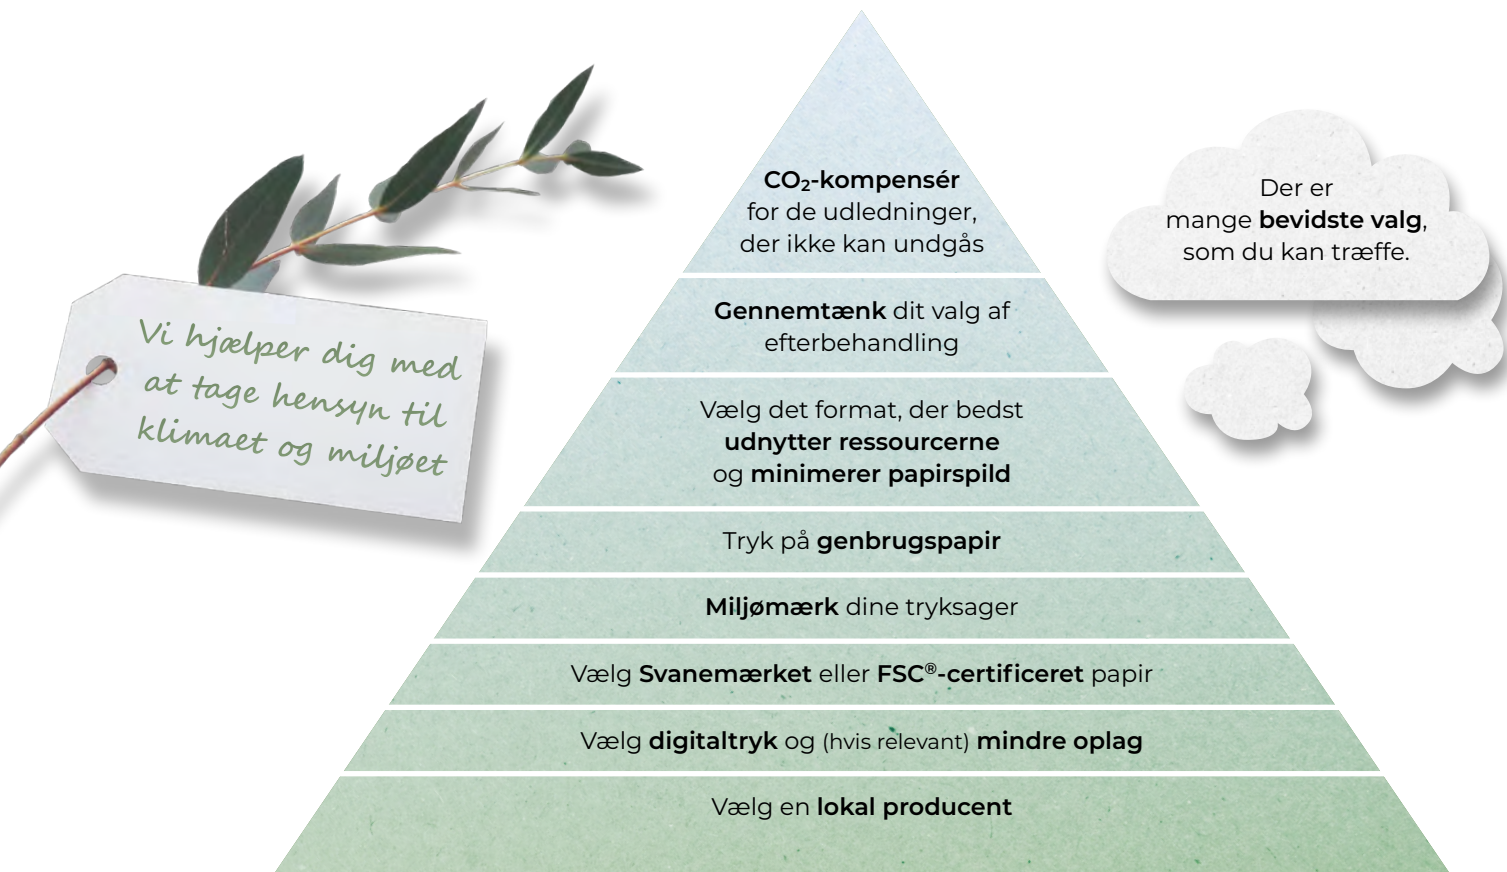 Vi hjælper dig med
at tage hensyn til
klimaet og miljøet
CO₂-kompensér
for de udledninger,
der ikke kan undgås
Gennemtænk dit valg af
efterbehandling
Vælg det format, der bedst
udnytter ressourcerne
og minimerer papirspild
Tryk på genbrugspapir
Miljømærk dine tryksager
Vælg Svanemærket eller FSC®-certificeret papir
Vælg digitaltryk og (hvis relevant) mindre oplag
Vælg en lokal producent
Der er
mange bevidste valg,
som du kan træffe.